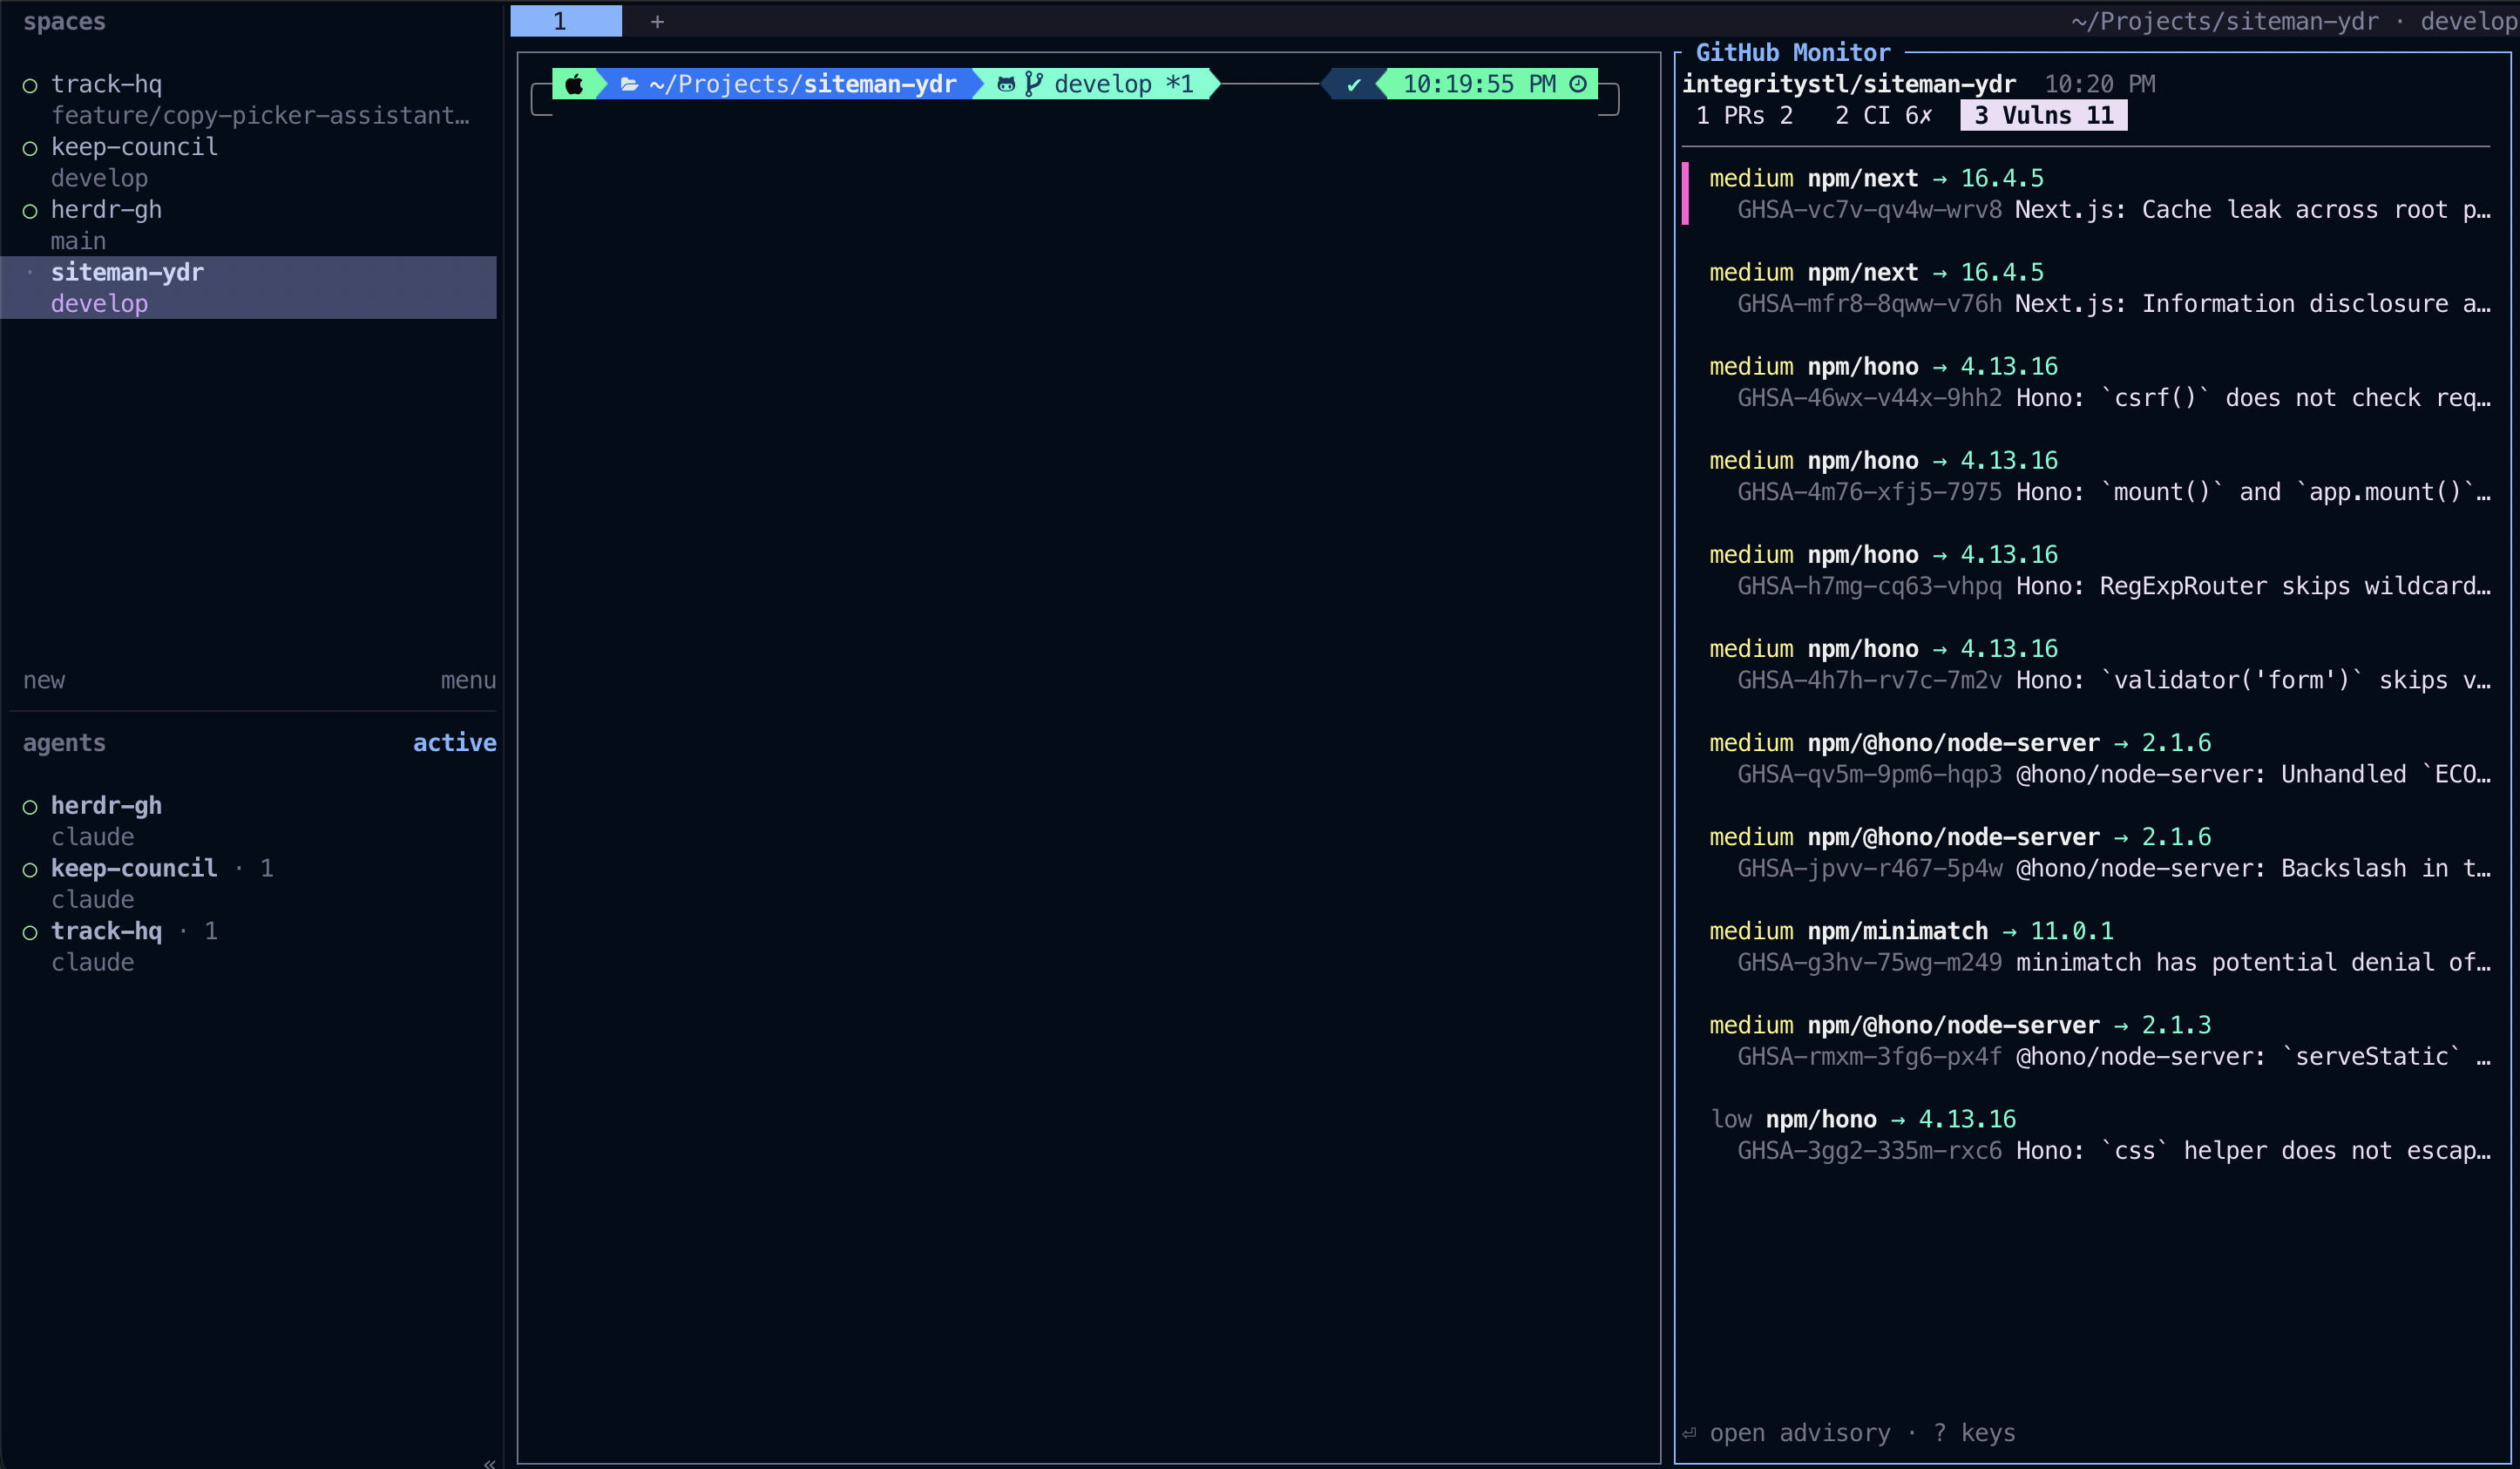 spaces
track-hq
feature/copy-picker-assistant…
keep-council
develop
herdr-gh
main
· siteman-ydr
develop
new menu
agents active
herdr-gh
claude
keep-council · 1
claude
track-hq · 1
claude
«
1 +
~/Projects/siteman-ydr · develop
~/Projects/siteman-ydr develop *1 ✔ 10:19:55 PM
GitHub Monitor
integritystl/siteman-ydr 10:20 PM
1 PRs 2 2 CI 6✗ 3 Vulns 11
medium npm/next → 16.4.5
GHSA-vc7v-qv4w-wrv8 Next.js: Cache leak across root p…
medium npm/next → 16.4.5
GHSA-mfr8-8qww-v76h Next.js: Information disclosure a…
medium npm/hono → 4.13.16
GHSA-46wx-v44x-9hh2 Hono: `csrf()` does not check req…
medium npm/hono → 4.13.16
GHSA-4m76-xfj5-7975 Hono: `mount()` and `app.mount()`…
medium npm/hono → 4.13.16
GHSA-h7mg-cq63-vhpq Hono: RegExpRouter skips wildcard…
medium npm/hono → 4.13.16
GHSA-4h7h-rv7c-7m2v Hono: `validator('form')` skips v…
medium npm/@hono/node-server → 2.1.6
GHSA-qv5m-9pm6-hqp3 @hono/node-server: Unhandled `ECO…
medium npm/@hono/node-server → 2.1.6
GHSA-jpvv-r467-5p4w @hono/node-server: Backslash in t…
medium npm/minimatch → 11.0.1
GHSA-g3hv-75wg-m249 minimatch has potential denial of…
medium npm/@hono/node-server → 2.1.3
GHSA-rmxm-3fg6-px4f @hono/node-server: `serveStatic` …
low npm/hono → 4.13.16
GHSA-3gg2-335m-rxc6 Hono: `css` helper does not escap…
⏎ open advisory · ? keys